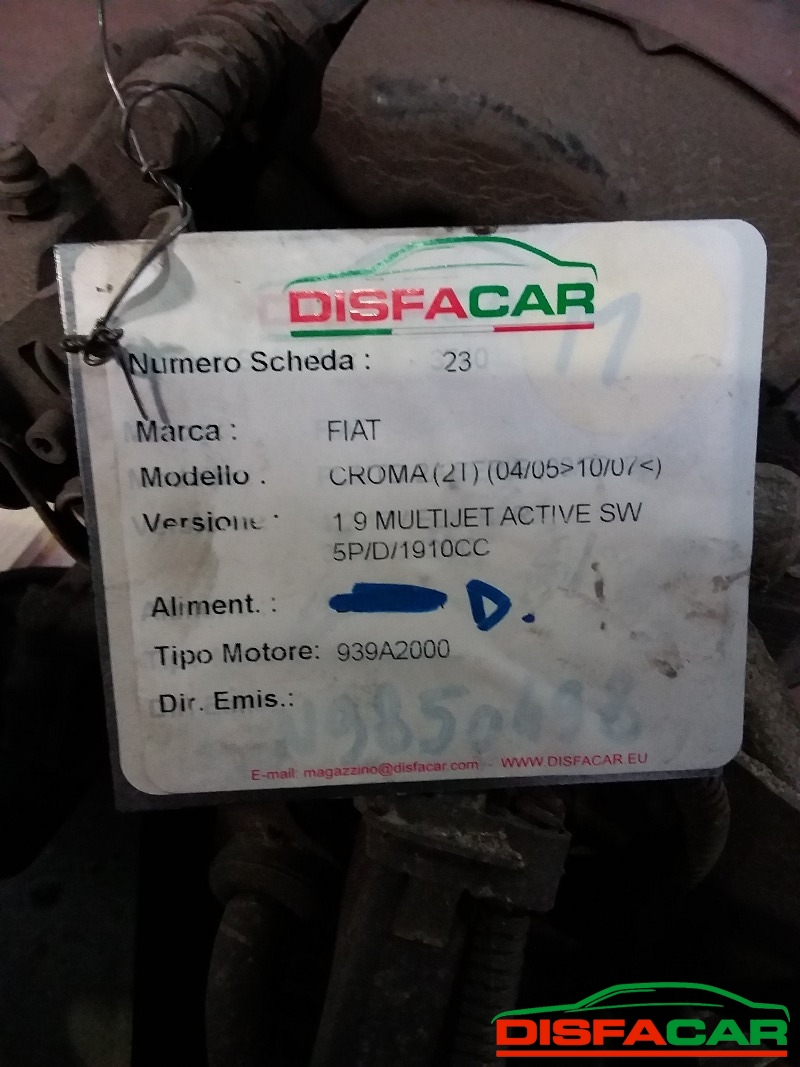 DISFACAR
Numero Scheda : 23
Marca : FIAT
Modello : CROMA (2T) (04/05>10/07<)
Versione : 1.9 MULTIJET ACTIVE SW
5P/D/1910CC
Aliment. : D.
Tipo Motore: 939A2000
Dir. Emis.:
E-mail: magazzino@disfacar.com - WWW.DISFACAR.EU
DISFACAR